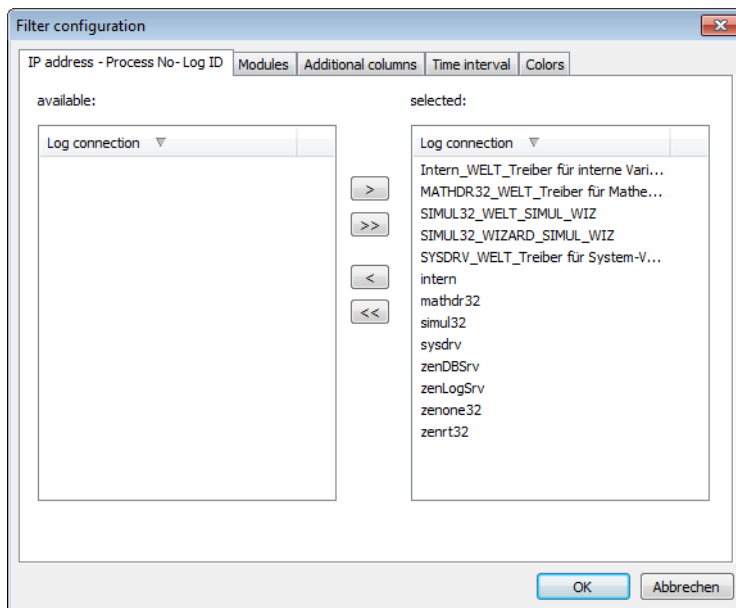 Filter configuration
IP address - Process No- Log ID
Modules
Additional columns
Time interval
Colors
available:
selected:
Log connection
Log connection
Intern_WELT_Treiber für interne Vari...
MATHDR32_WELT_Treiber für Mathe...
SIMUL32_WELT_SIMUL_WIZ
SIMUL32_WIZARD_SIMUL_WIZ
SYSDRV_WELT_Treiber für System-V...
intern
mathdr32
simul32
sysdrv
zenDBSrv
zenLogSrv
zenone32
zenrt32
>
>>
<
<<
OK
Abbrechen